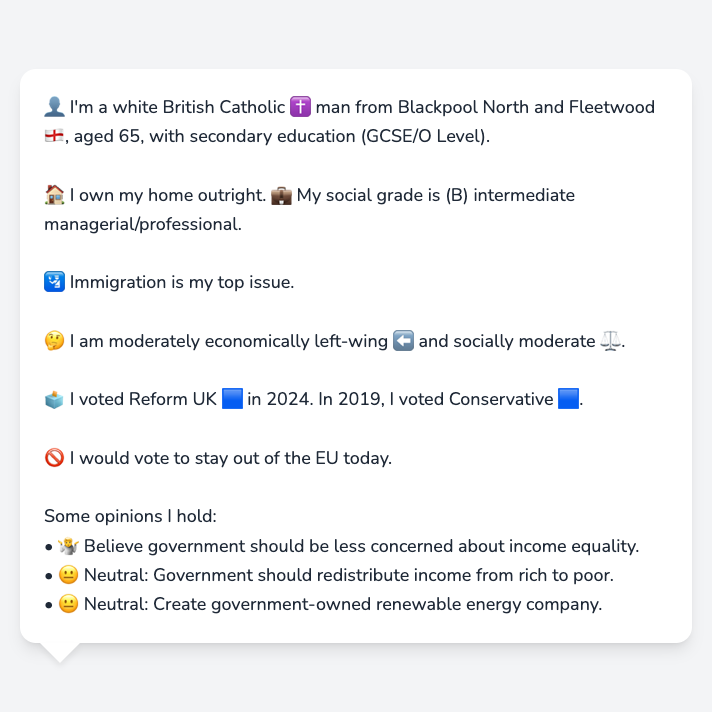 👤 I'm a white British Catholic ✝️ man from Blackpool North and Fleetwood
🏴󠁧󠁢󠁥󠁮󠁧󠁿, aged 65, with secondary education (GCSE/O Level).
🏠 I own my home outright. 💼 My social grade is (B) intermediate
managerial/professional.
🛂 Immigration is my top issue.
🤔 I am moderately economically left-wing ⬅️ and socially moderate ⚖️.
🗳️ I voted Reform UK 🟦 in 2024. In 2019, I voted Conservative 🟦.
🚫 I would vote to stay out of the EU today.
Some opinions I hold:
• 🤷 Believe government should be less concerned about income equality.
• 😐 Neutral: Government should redistribute income from rich to poor.
• 😐 Neutral: Create government-owned renewable energy company.